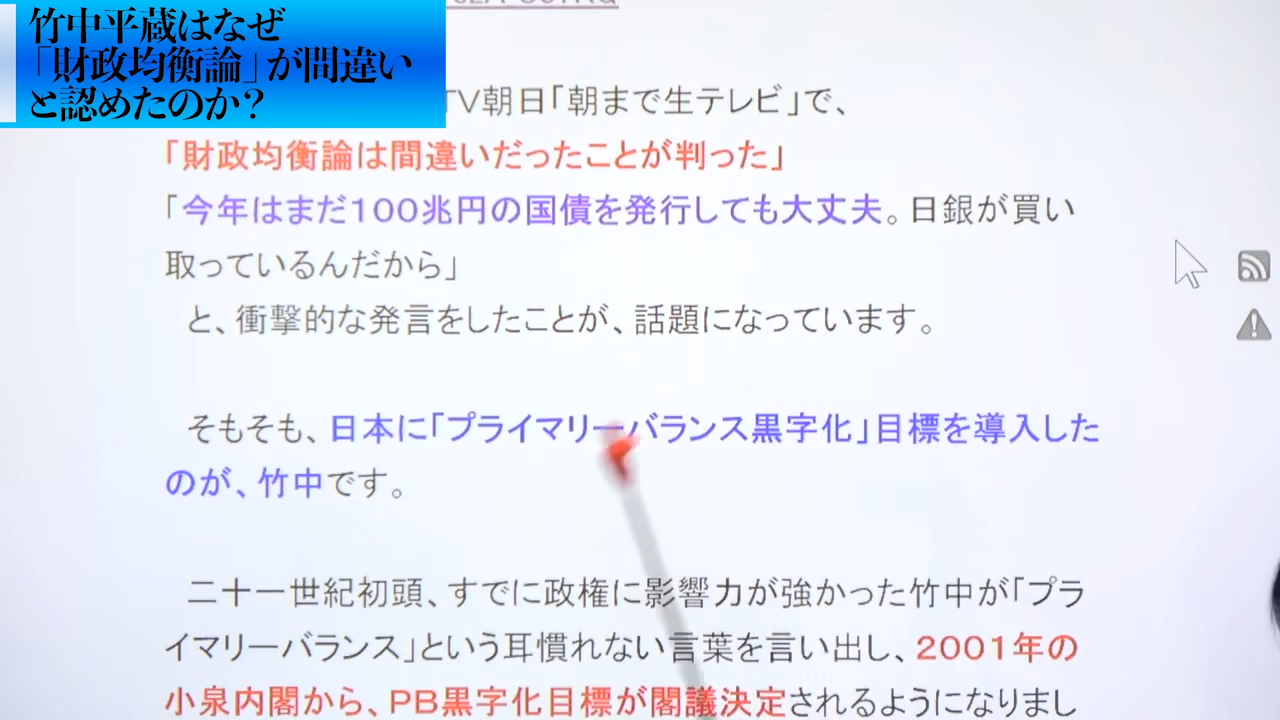 竹中平蔵はなぜ
「財政均衡論」が間違い
と認めたのか？
TV朝日「朝まで生テレビ」で、
「財政均衡論は間違いだったことが判った」
「今年はまだ100兆円の国債を発行しても大丈夫。日銀が買い
取っているんだから」
と、衝撃的な発言をしたことが、話題になっています。
そもそも、日本に「プライマリーバランス黒字化」目標を導入した
のが、竹中です。
二十一世紀初頭、すでに政権に影響力が強かった竹中が「プラ
イマリーバランス」という耳慣れない言葉を言い出し、2001年の
小泉内閣から、PB黒字化目標が閣議決定されるようになりまし